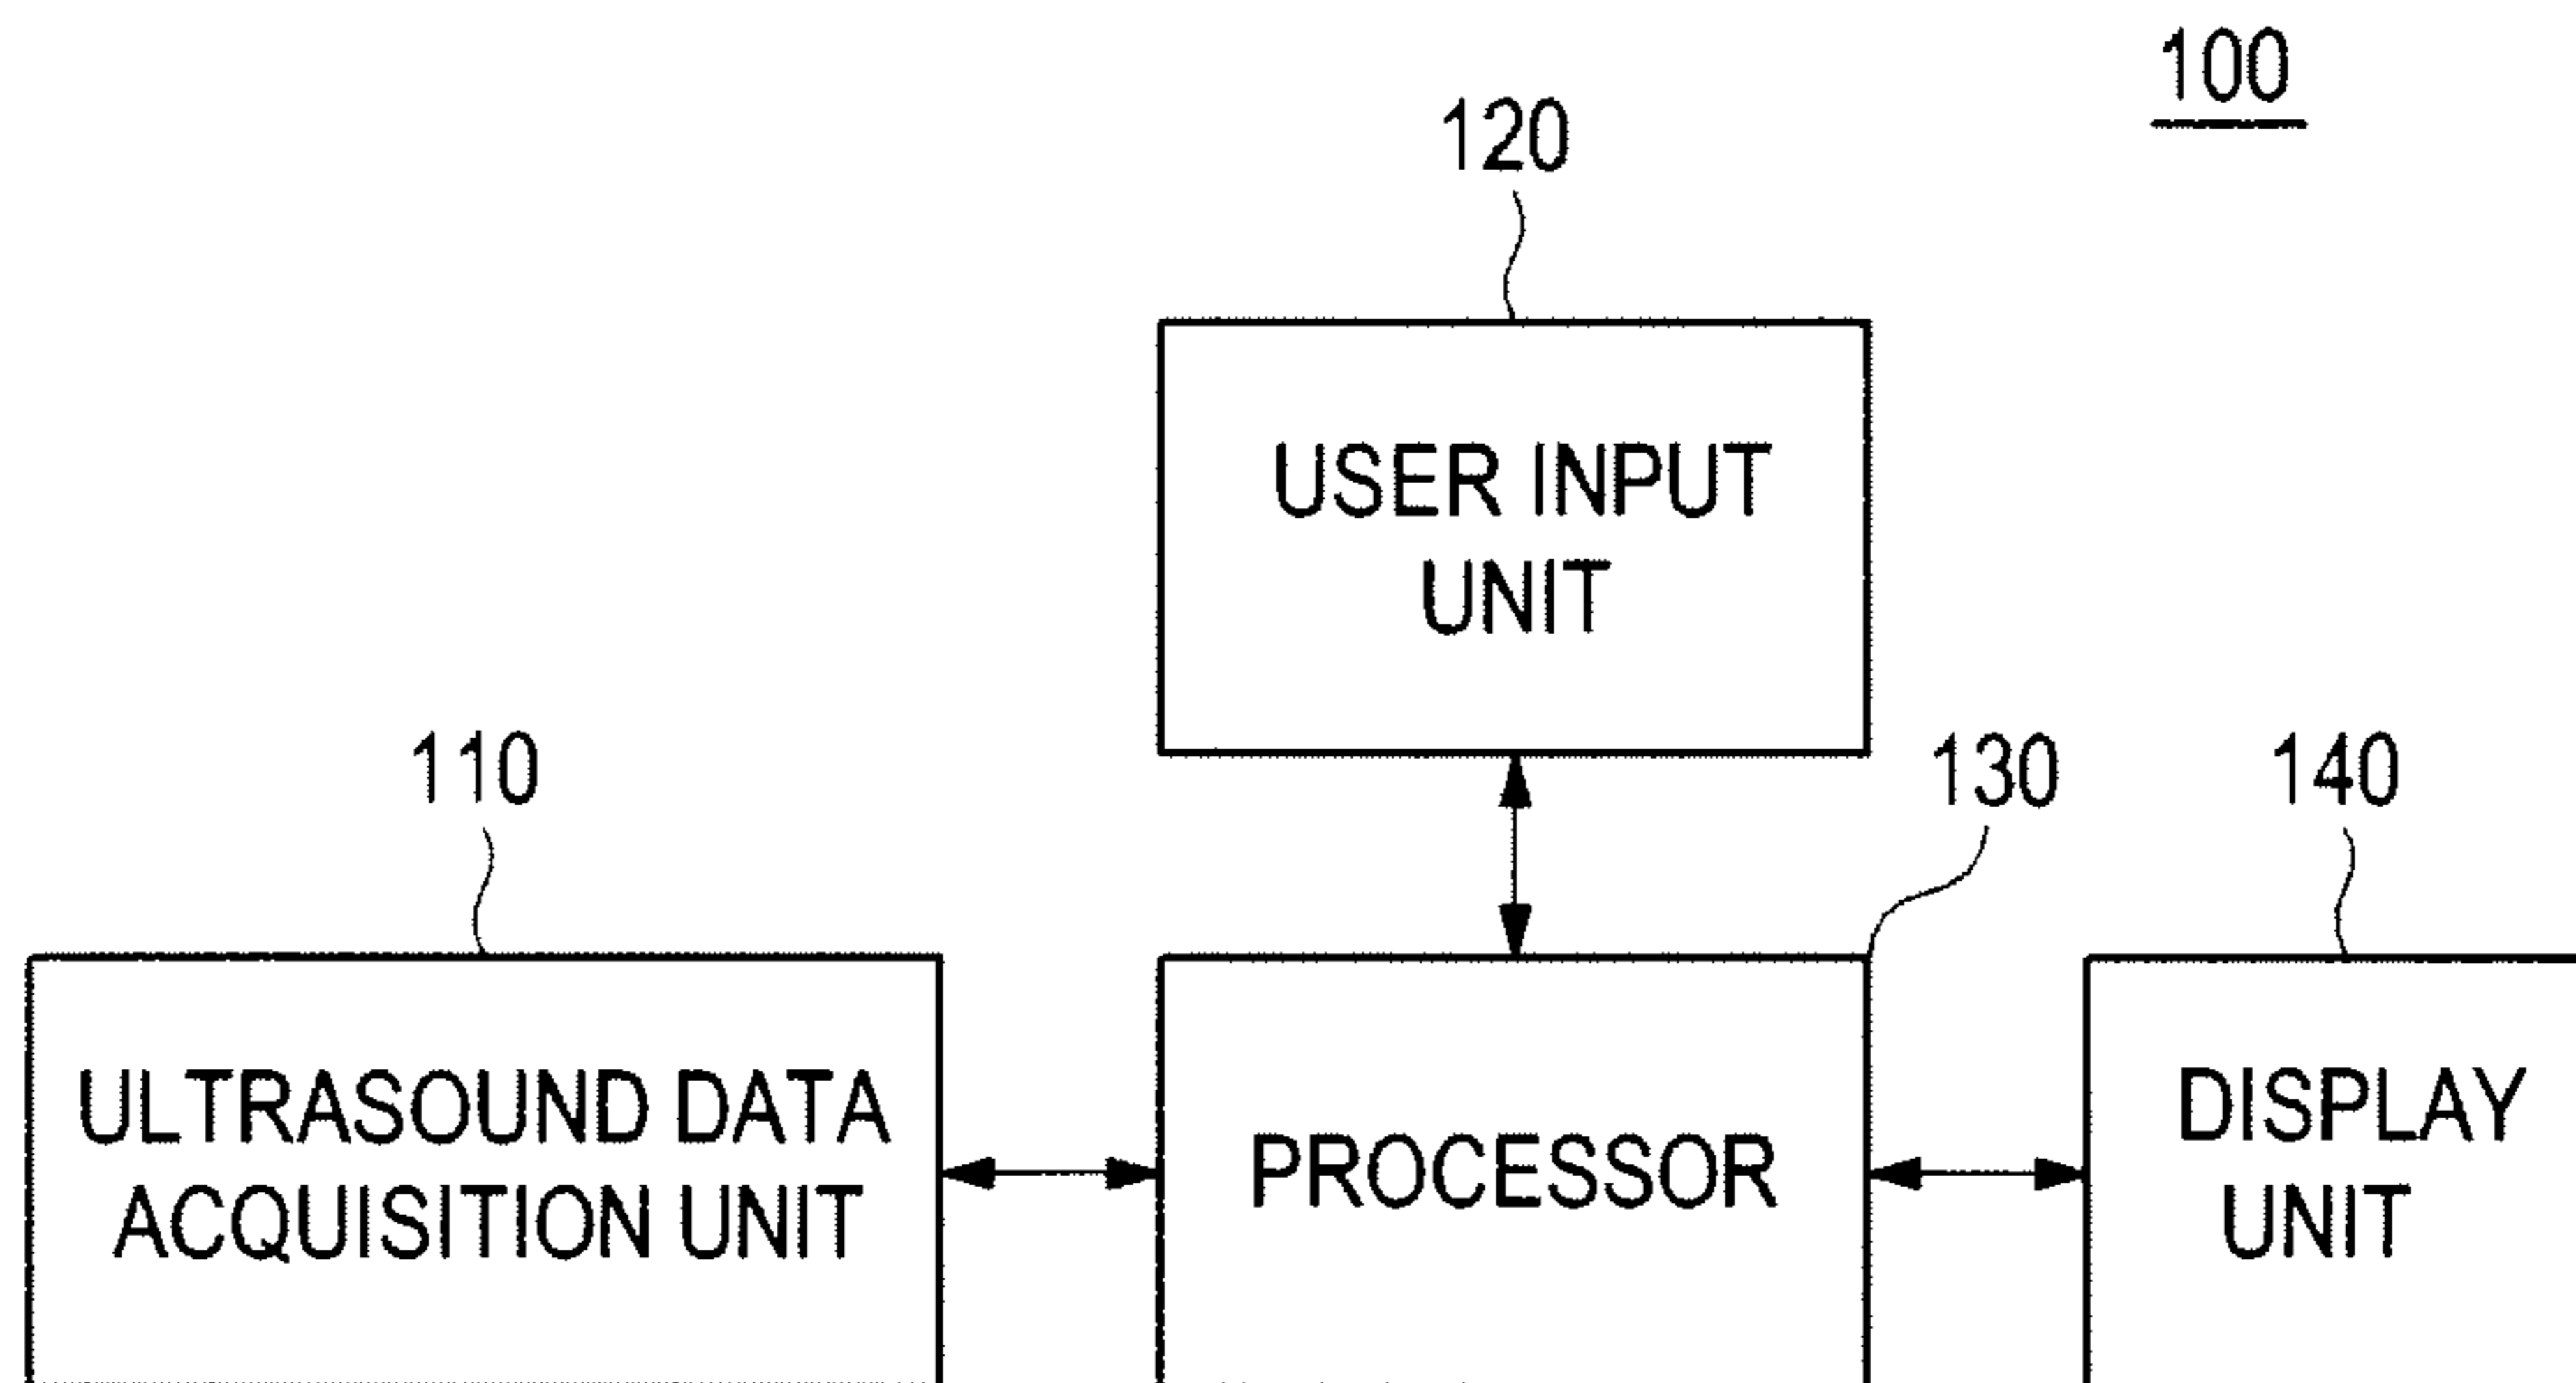 100
120
USER INPUT
UNIT
110
130
140
ULTRASOUND DATA
ACQUISITION UNIT
PROCESSOR
DISPLAY
UNIT